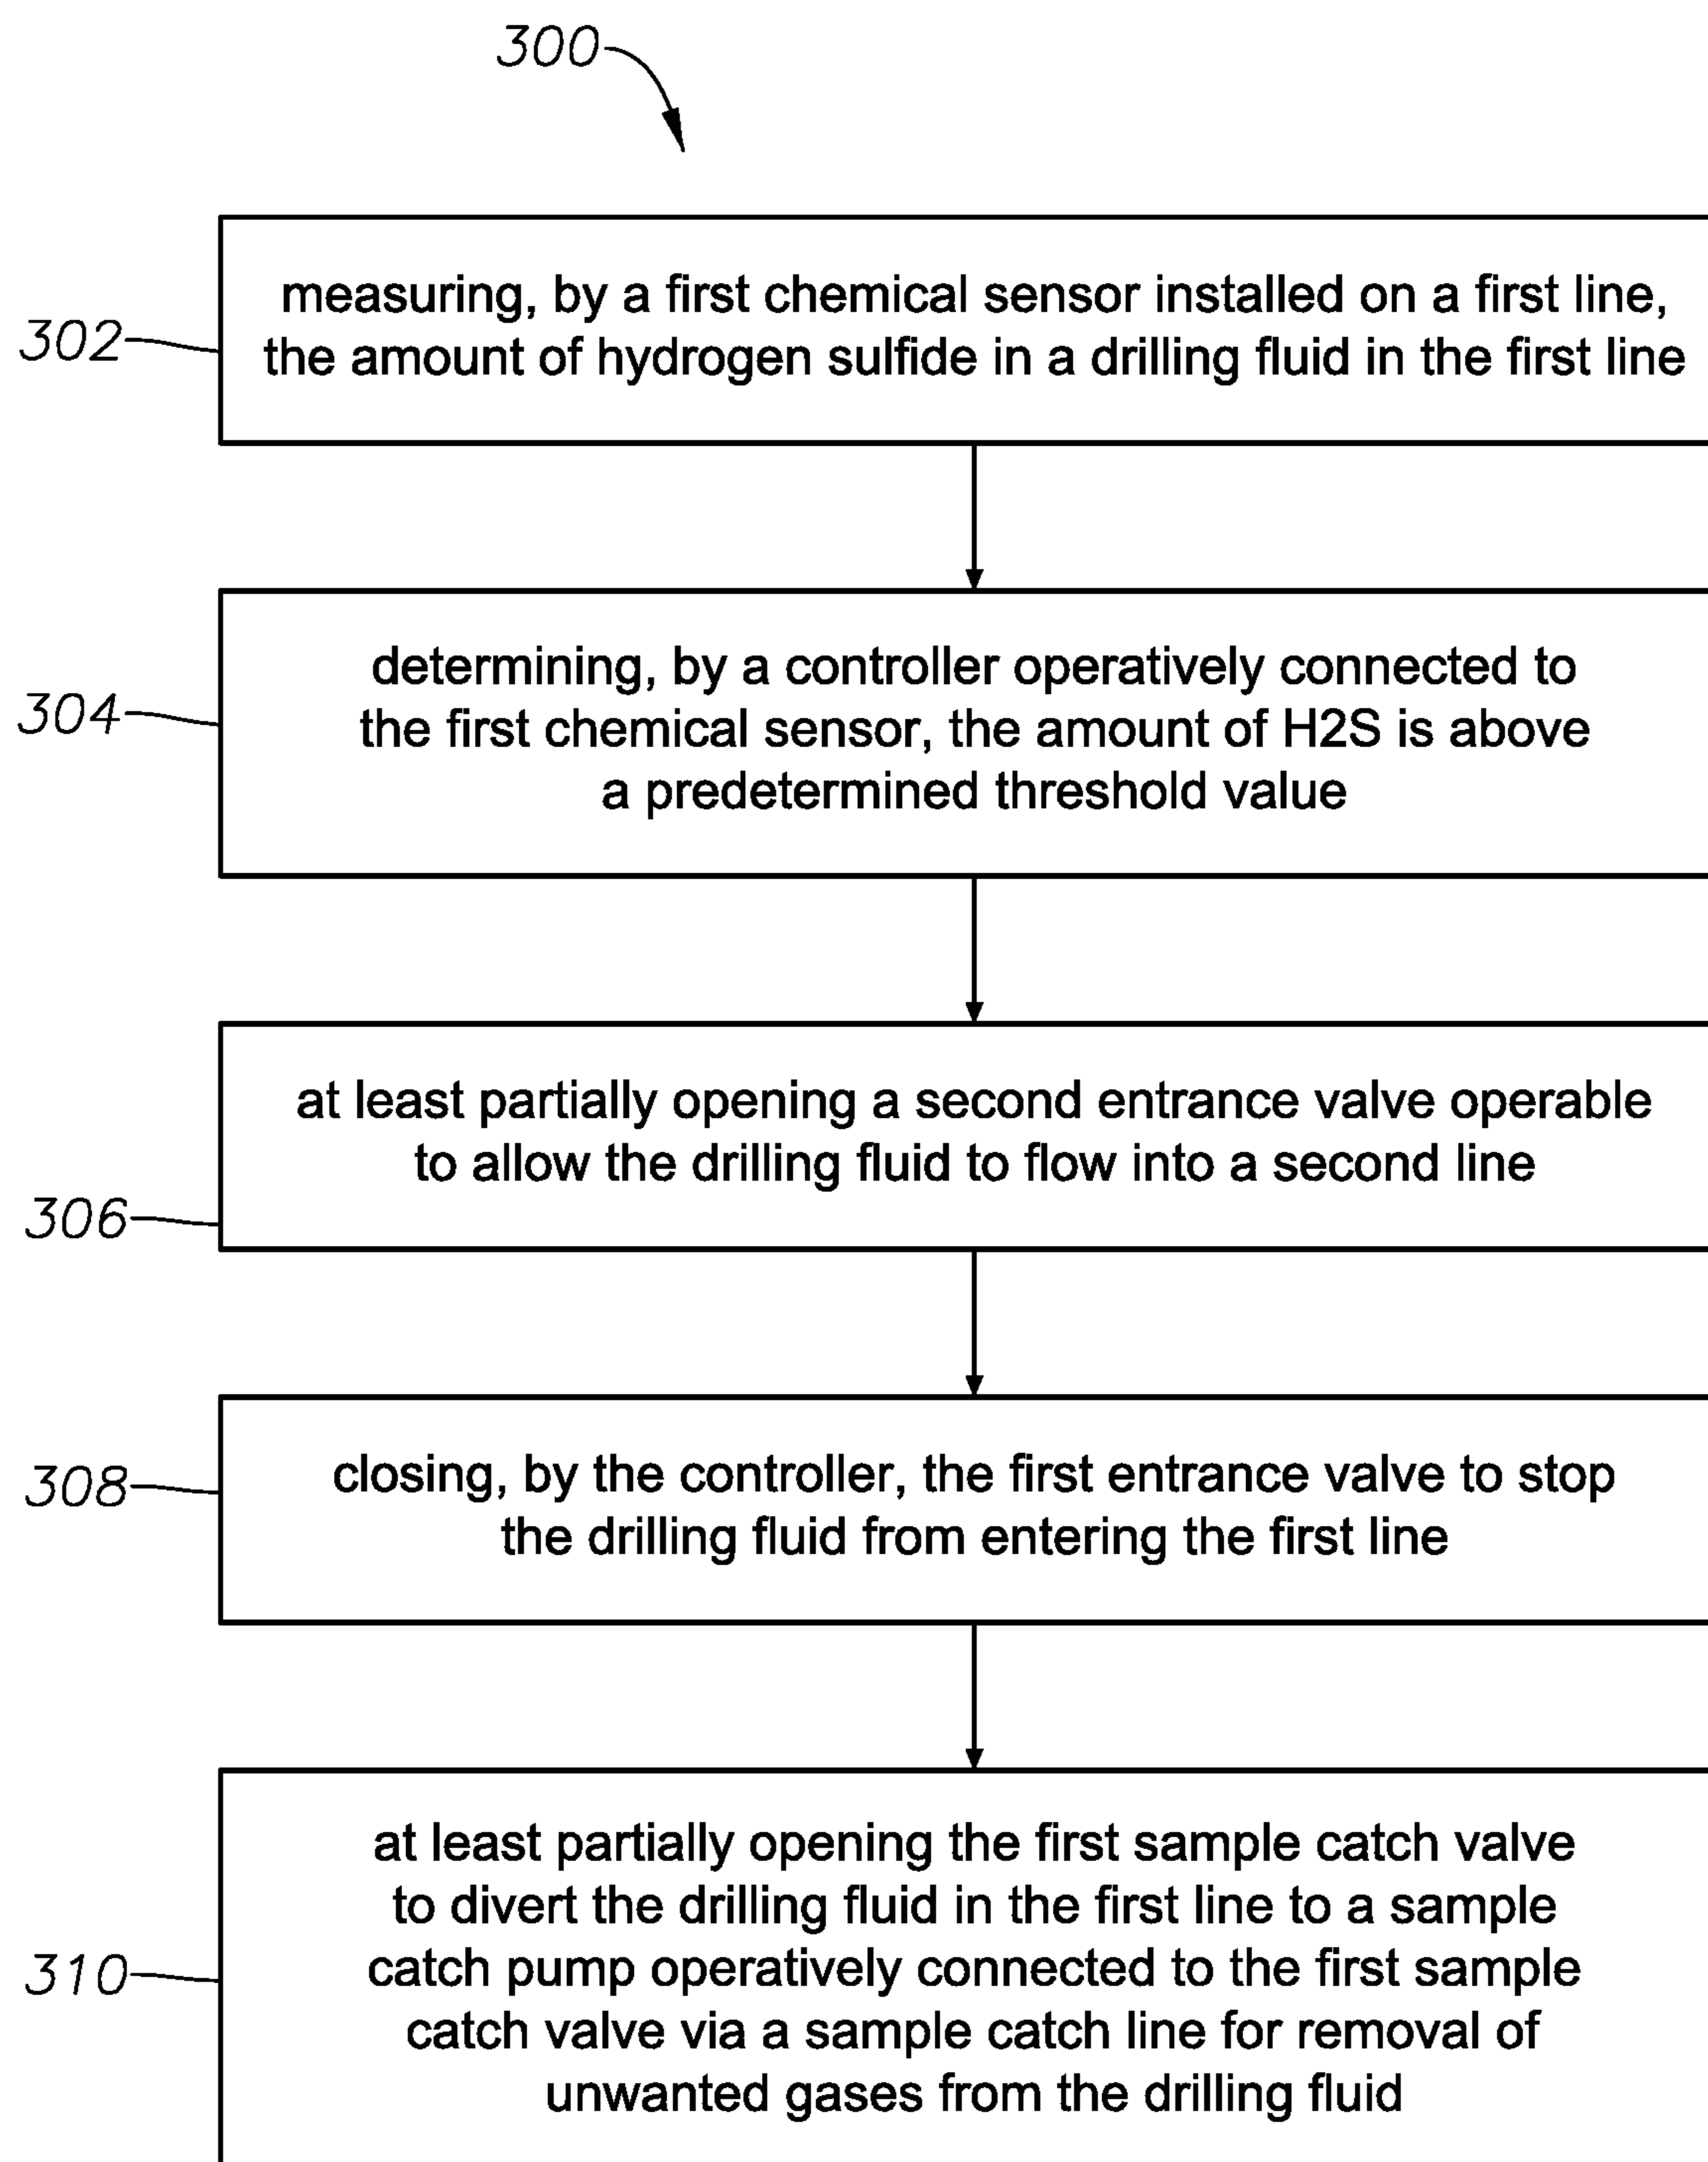 300
302
measuring, by a first chemical sensor installed on a first line,
the amount of hydrogen sulfide in a drilling fluid in the first line
304
determining, by a controller operatively connected to
the first chemical sensor, the amount of H2S is above
a predetermined threshold value
306
at least partially opening a second entrance valve operable
to allow the drilling fluid to flow into a second line
308
closing, by the controller, the first entrance valve to stop
the drilling fluid from entering the first line
310
at least partially opening the first sample catch valve
to divert the drilling fluid in the first line to a sample
catch pump operatively connected to the first sample
catch valve via a sample catch line for removal of
unwanted gases from the drilling fluid